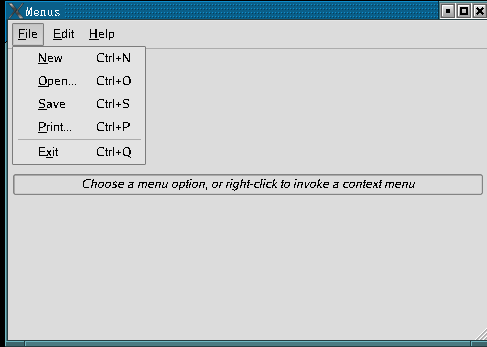 Menus
File Edit Help
New Ctrl+N
Open... Ctrl+O
Save Ctrl+S
Print... Ctrl+P
Exit Ctrl+Q
Choose a menu option, or right-click to invoke a context menu